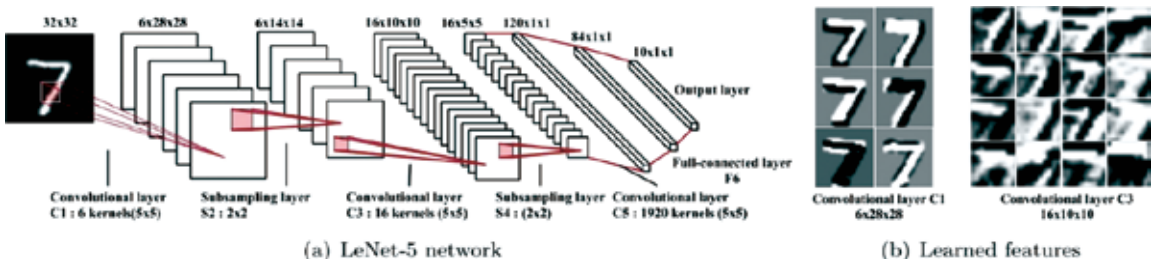 32x32
6x28x28
6x14x14
16x10x10
16x5x5
120x1x1
84x1x1
10x1x1
Output layer
Full-connected layer
F6
Convolutional layer
C1 : 6 kernels(5x5)
Subsampling layer
S2 : 2x2
Convolutional layer
C3 : 16 kernels (5x5)
Subsampling layer
S4 : (2x2)
Convolutional layer
C5 : 1920 kernels (5x5)
(a) LeNet-5 network
Convolutional layer C1
6x28x28
Convolutional layer C3
16x10x10
(b) Learned features